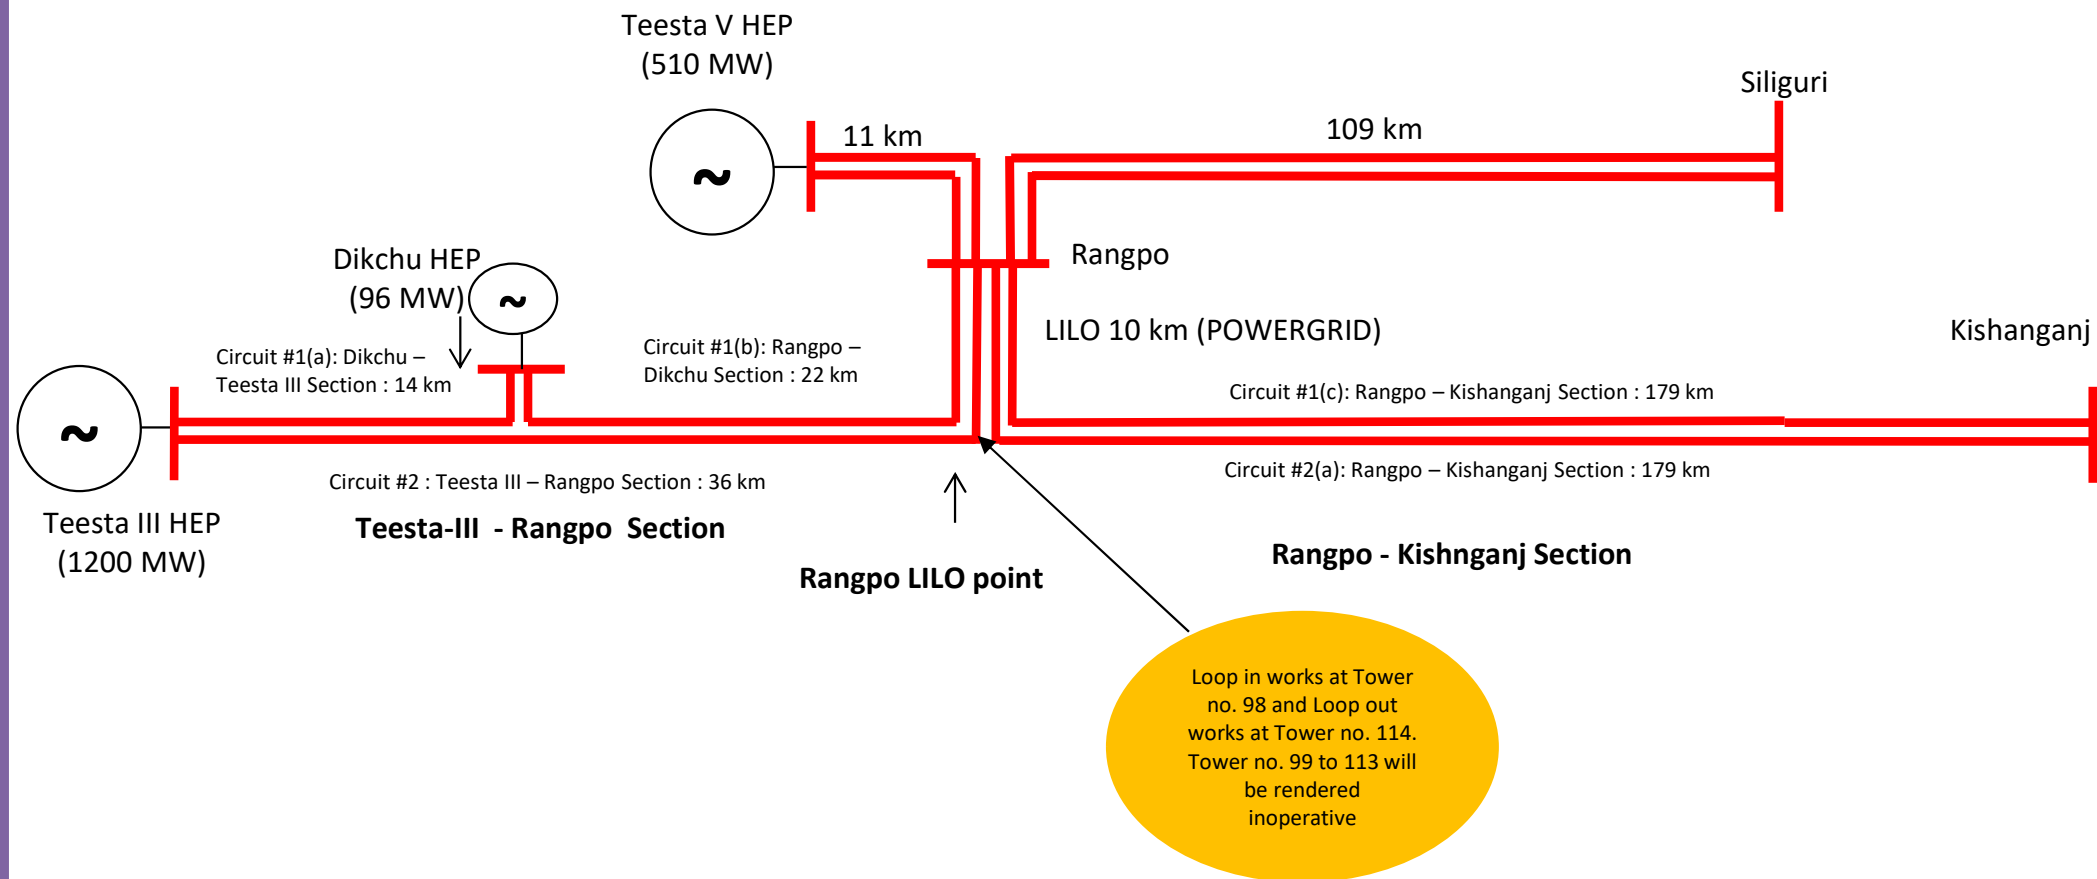 Teesta V HEP
(510 MW)
Siliguri
11 km
109 km
~
Dikchu HEP
(96 MW)
~
Rangpo
LILO 10 km (POWERGRID)
Kishanganj
Circuit #1(a): Dikchu –
Teesta III Section : 14 km
Circuit #1(b): Rangpo –
Dikchu Section : 22 km
Circuit #1(c): Rangpo – Kishanganj Section : 179 km
~
Circuit #2 : Teesta III – Rangpo Section : 36 km
Circuit #2(a): Rangpo – Kishanganj Section : 179 km
Teesta III HEP
(1200 MW)
Teesta-III - Rangpo Section
Rangpo LILO point
Rangpo - Kishnganj Section
Loop in works at Tower
no. 98 and Loop out
works at Tower no. 114.
Tower no. 99 to 113 will
be rendered
inoperative